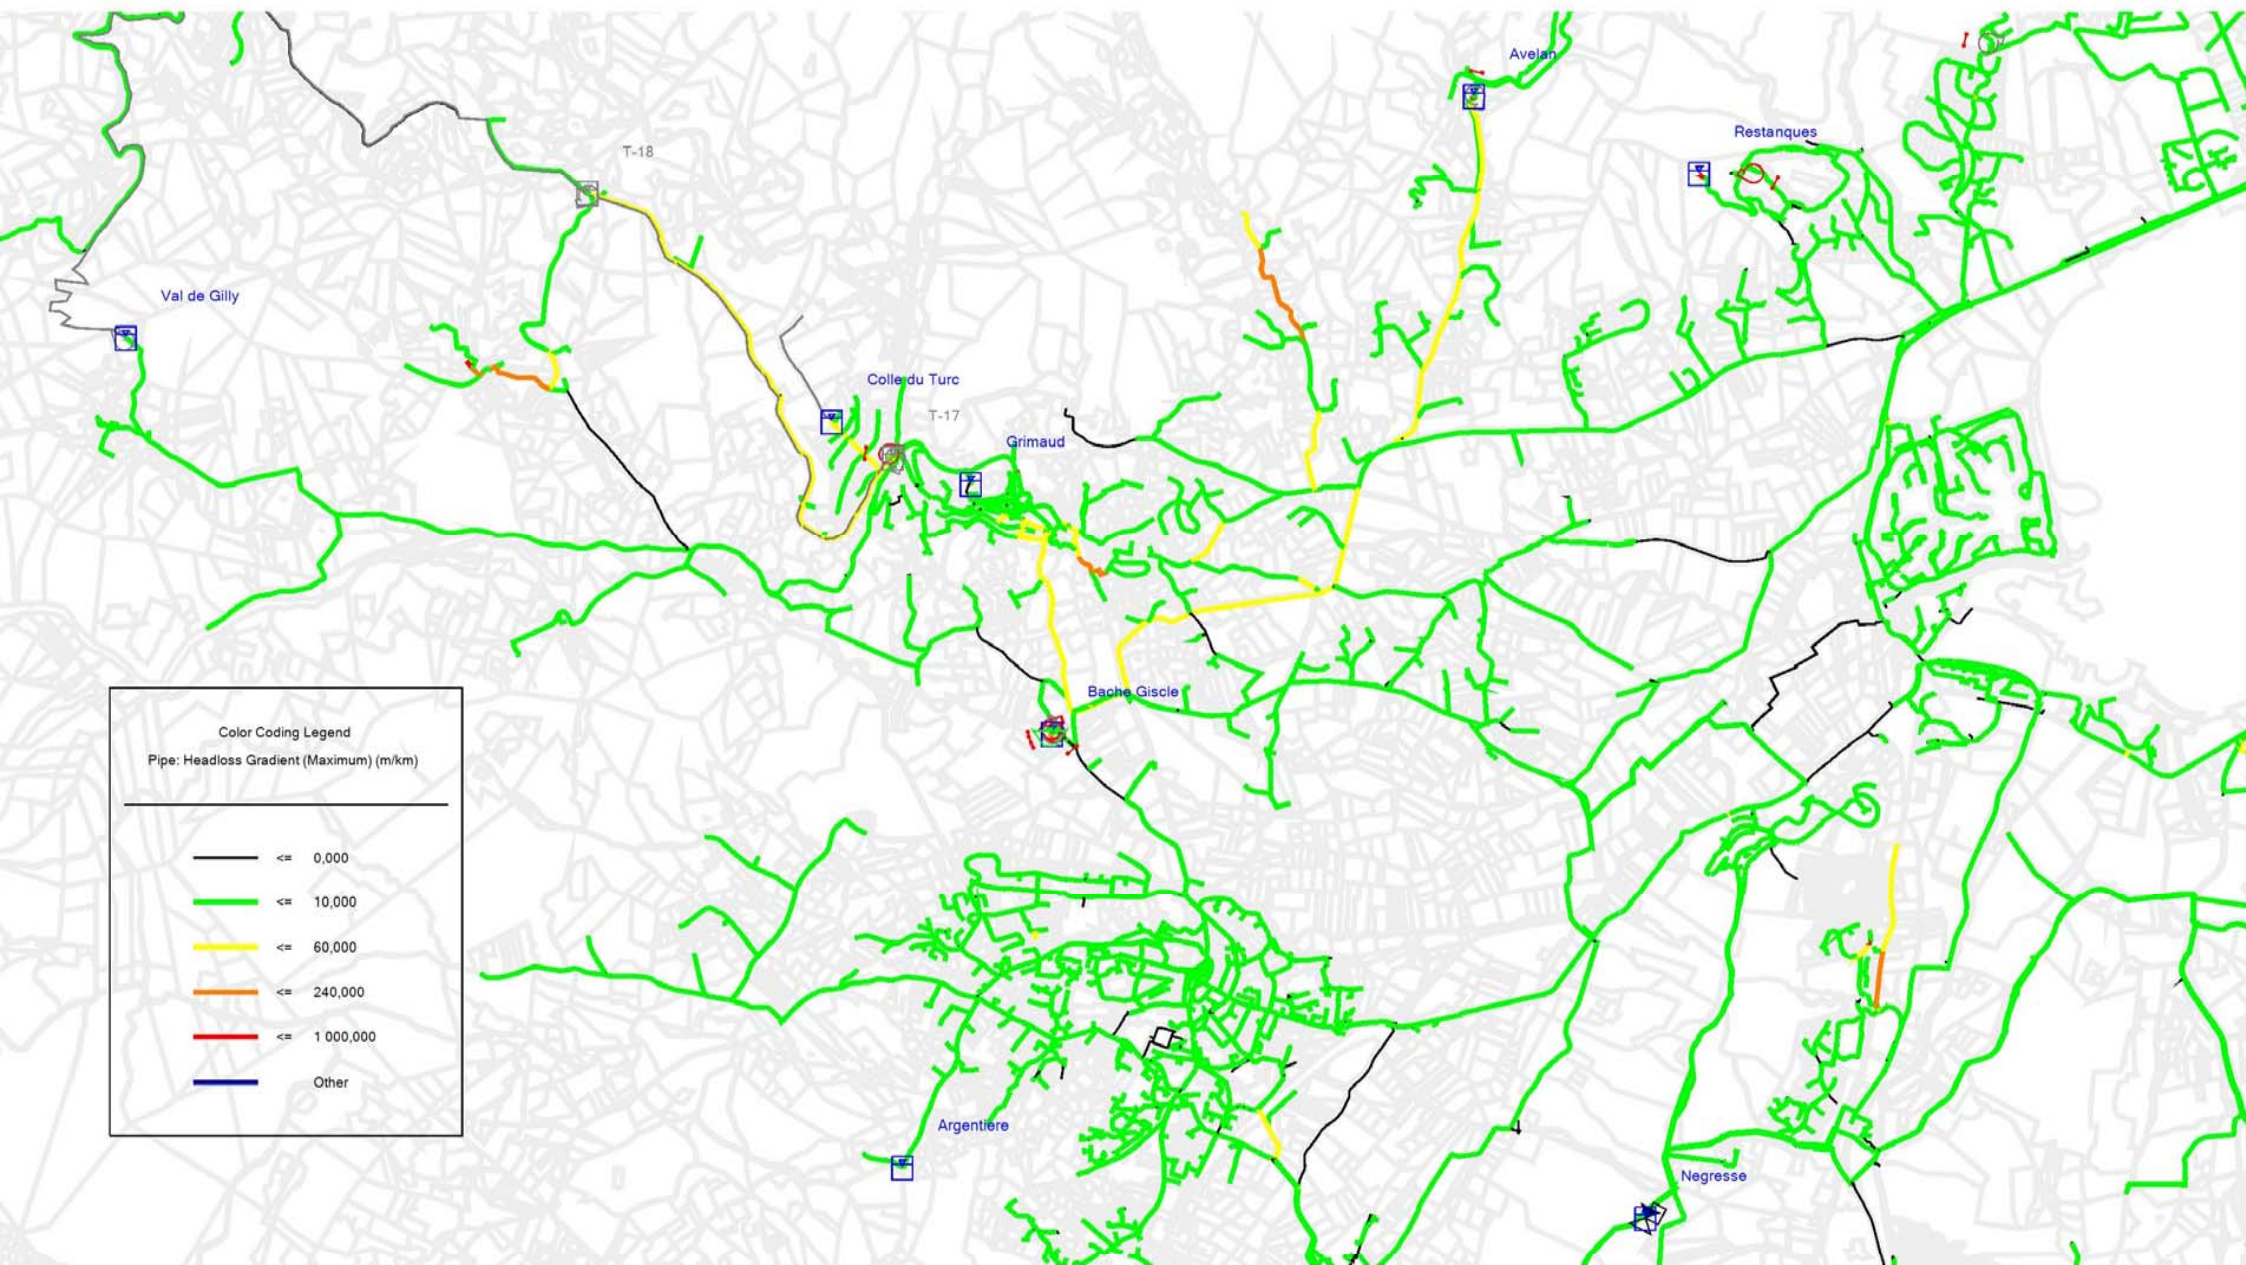 Avelan
Restanques
T-18
Val de Gilly
Colle du Turc
T-17
Grimaud
Bache Giscle
Color Coding Legend
Pipe: Headloss Gradient (Maximum) (m/km)
<= 0,000
<= 10,000
<= 60,000
<= 240,000
<= 1 000,000
Other
Argentiere
Negresse